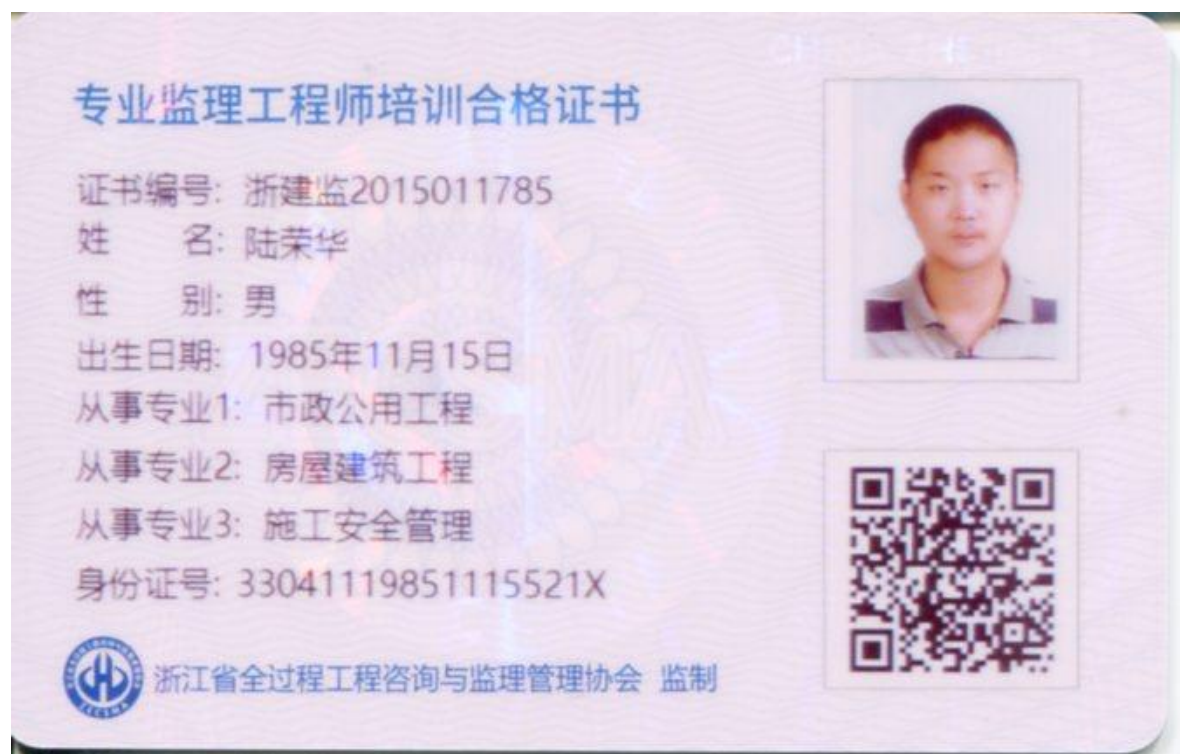 专业监理工程师培训合格证书
证书编号: 浙建监2015011785
姓 名: 陆荣华
性 别: 男
出生日期: 1985年11月15日
从事专业1: 市政公用工程
从事专业2: 房屋建筑工程
从事专业3: 施工安全管理
身份证号: 33041119851115521X
浙江省全过程工程咨询与监理管理协会 监制